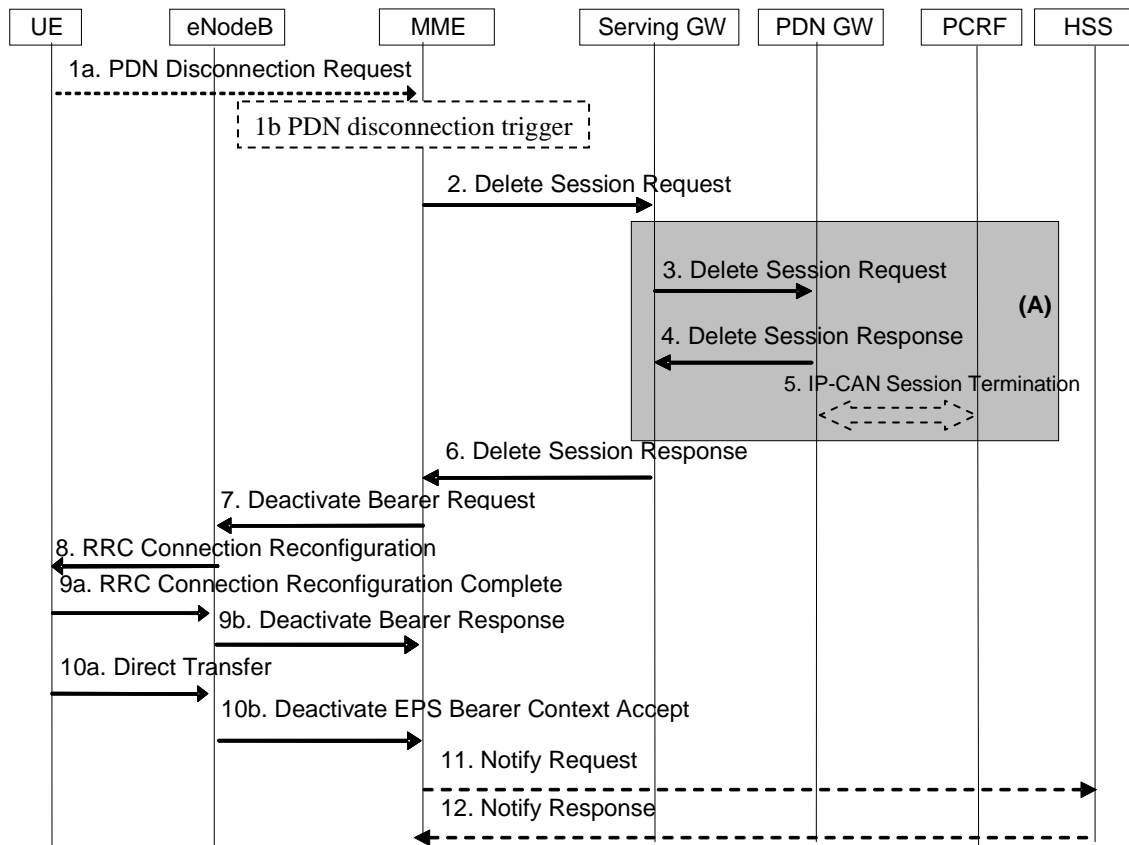 UE eNodeB MME Serving GW PDN GW PCRF HSS
1a. PDN Disconnection Request
1b PDN disconnection trigger
2. Delete Session Request
3. Delete Session Request
(A)
4. Delete Session Response
5. IP-CAN Session Termination
6. Delete Session Response
7. Deactivate Bearer Request
8. RRC Connection Reconfiguration
9a. RRC Connection Reconfiguration Complete
9b. Deactivate Bearer Response
10a. Direct Transfer
10b. Deactivate EPS Bearer Context Accept
11. Notify Request
12. Notify Response